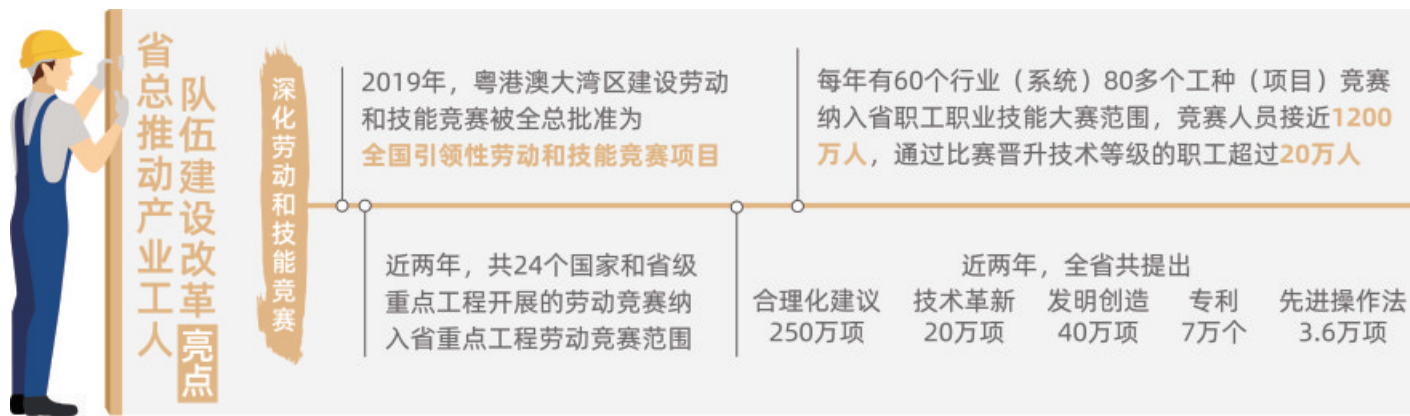 省总推动产业工人
队伍建设改革亮点
深化劳动和技能竞赛
2019年，粤港澳大湾区建设劳动
和技能竞赛被全总批准为
全国引领性劳动和技能竞赛项目
每年有60个行业（系统）80多个工种（项目）竞赛
纳入省职工职业技能大赛范围，竞赛人员接近1200
万人，通过比赛晋升技术等级的职工超过20万人
近两年，共24个国家和省级
重点工程开展的劳动竞赛纳
入省重点工程劳动竞赛范围
近两年，全省共提出
合理化建议 技术革新 发明创造 专利 先进操作法
250万项 20万项 40万项 7万个 3.6万项